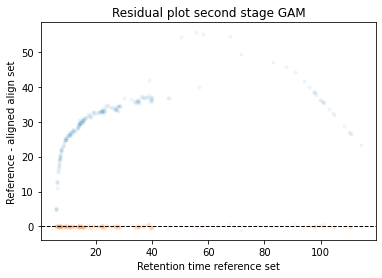 Residual plot second stage GAM
Reference - aligned align set
50
40
30
20
10
0
20 40 60 80 100
Retention time reference set